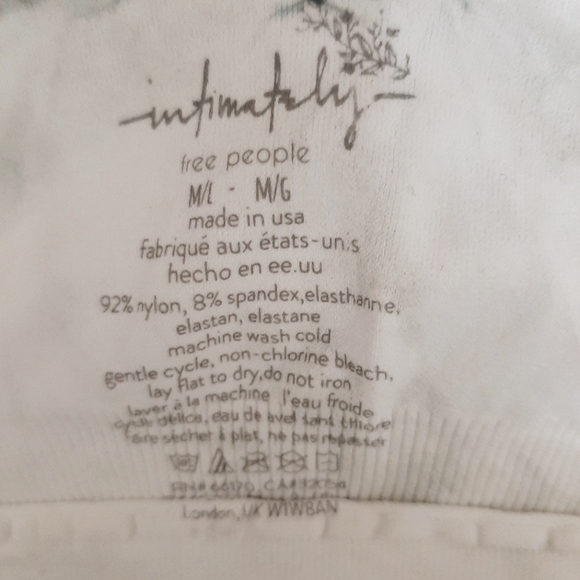 intimately
free people
M/L - M/G
made in usa
fabriqué aux états-unis
hecho en ee.uu
92% nylon, 8% spandex,elasthanne,
elastan, elastane
machine wash cold
gentle cycle, non-chlorine bleach.
lay flat to dry,do not iron
laver à la machine l'eau froide
eau de
sécher à plat, ne pas repasser
London, UK W1W8AN